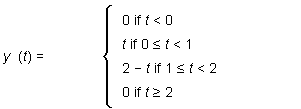 y (t) =
0 if t < 0
t if 0 ≤ t < 1
2 − t if 1 ≤ t < 2
0 if t ≥ 2